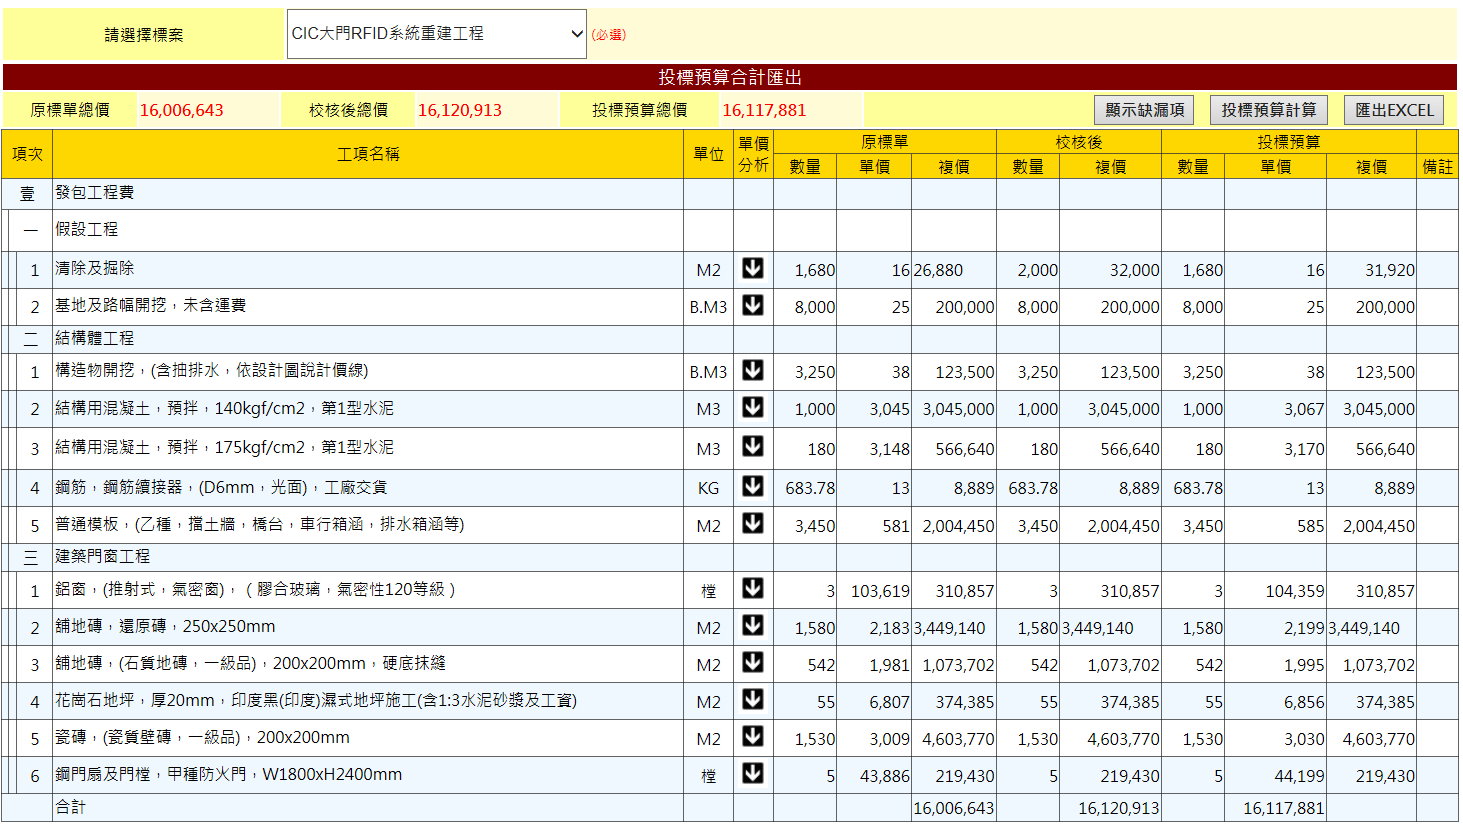 請選擇標案 CIC大門RFID系統重建工程 (必選)
投標預算合計匯出
原標單總價 16,006,643 校核後總價 16,120,913 投標預算總價 16,117,881 顯示缺漏項 投標預算計算 匯出EXCEL
項次 工項名稱 單位 單價分析 原標單 校核後 投標預算
數量 單價 複價 數量 複價 數量 單價 複價 備註
壹 發包工程費
一 假設工程
1 清除及掘除 M2 1,680 16 26,880 2,000 32,000 1,680 16 31,920
2 基地及路幅開挖，未含運費 B.M3 8,000 25 200,000 8,000 200,000 8,000 25 200,000
二 結構體工程
1 構造物開挖，(含抽排水，依設計圖說計價線) B.M3 3,250 38 123,500 3,250 123,500 3,250 38 123,500
2 結構用混凝土，預拌，140kgf/cm2，第1型水泥 M3 1,000 3,045 3,045,000 1,000 3,045,000 1,000 3,067 3,045,000
3 結構用混凝土，預拌，175kgf/cm2，第1型水泥 M3 180 3,148 566,640 180 566,640 180 3,170 566,640
4 鋼筋，鋼筋續接器，(D6mm，光面)，工廠交貨 KG 683.78 13 8,889 683.78 8,889 683.78 13 8,889
5 普通模板，(乙種，擋土牆，橋台，車行箱涵，排水箱涵等) M2 3,450 581 2,004,450 3,450 2,004,450 3,450 585 2,004,450
三 建築門窗工程
1 鋁窗，(推射式，氣密窗)，（膠合玻璃，氣密性120等級） 樘 3 103,619 310,857 3 310,857 3 104,359 310,857
2 舖地磚，還原磚，250x250mm M2 1,580 2,183 3,449,140 1,580 3,449,140 1,580 2,199 3,449,140
3 舖地磚，(石質地磚，一級品)，200x200mm，硬底抹縫 M2 542 1,981 1,073,702 542 1,073,702 542 1,995 1,073,702
4 花崗石地坪，厚20mm，印度黑(印度)濕式地坪施工(含1:3水泥砂漿及工資) M2 55 6,807 374,385 55 374,385 55 6,856 374,385
5 瓷磚，(瓷質壁磚，一級品)，200x200mm M2 1,530 3,009 4,603,770 1,530 4,603,770 1,530 3,030 4,603,770
6 鋼門扇及門樘，甲種防火門，W1800xH2400mm 樘 5 43,886 219,430 5 219,430 5 44,199 219,430
合計 16,006,643 16,120,913 16,117,881